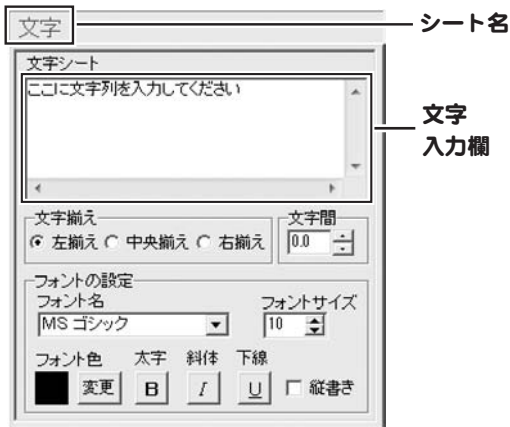 文字
シート名
文字シート
ここに文字列を入力してください
文字
入力欄
文字揃え
左揃え 中央揃え 右揃え
文字間
0.0
フォントの設定
フォント名
フォントサイズ
MS ゴシック
10
フォント色 太字 斜体 下線
変更 B I U 縦書き